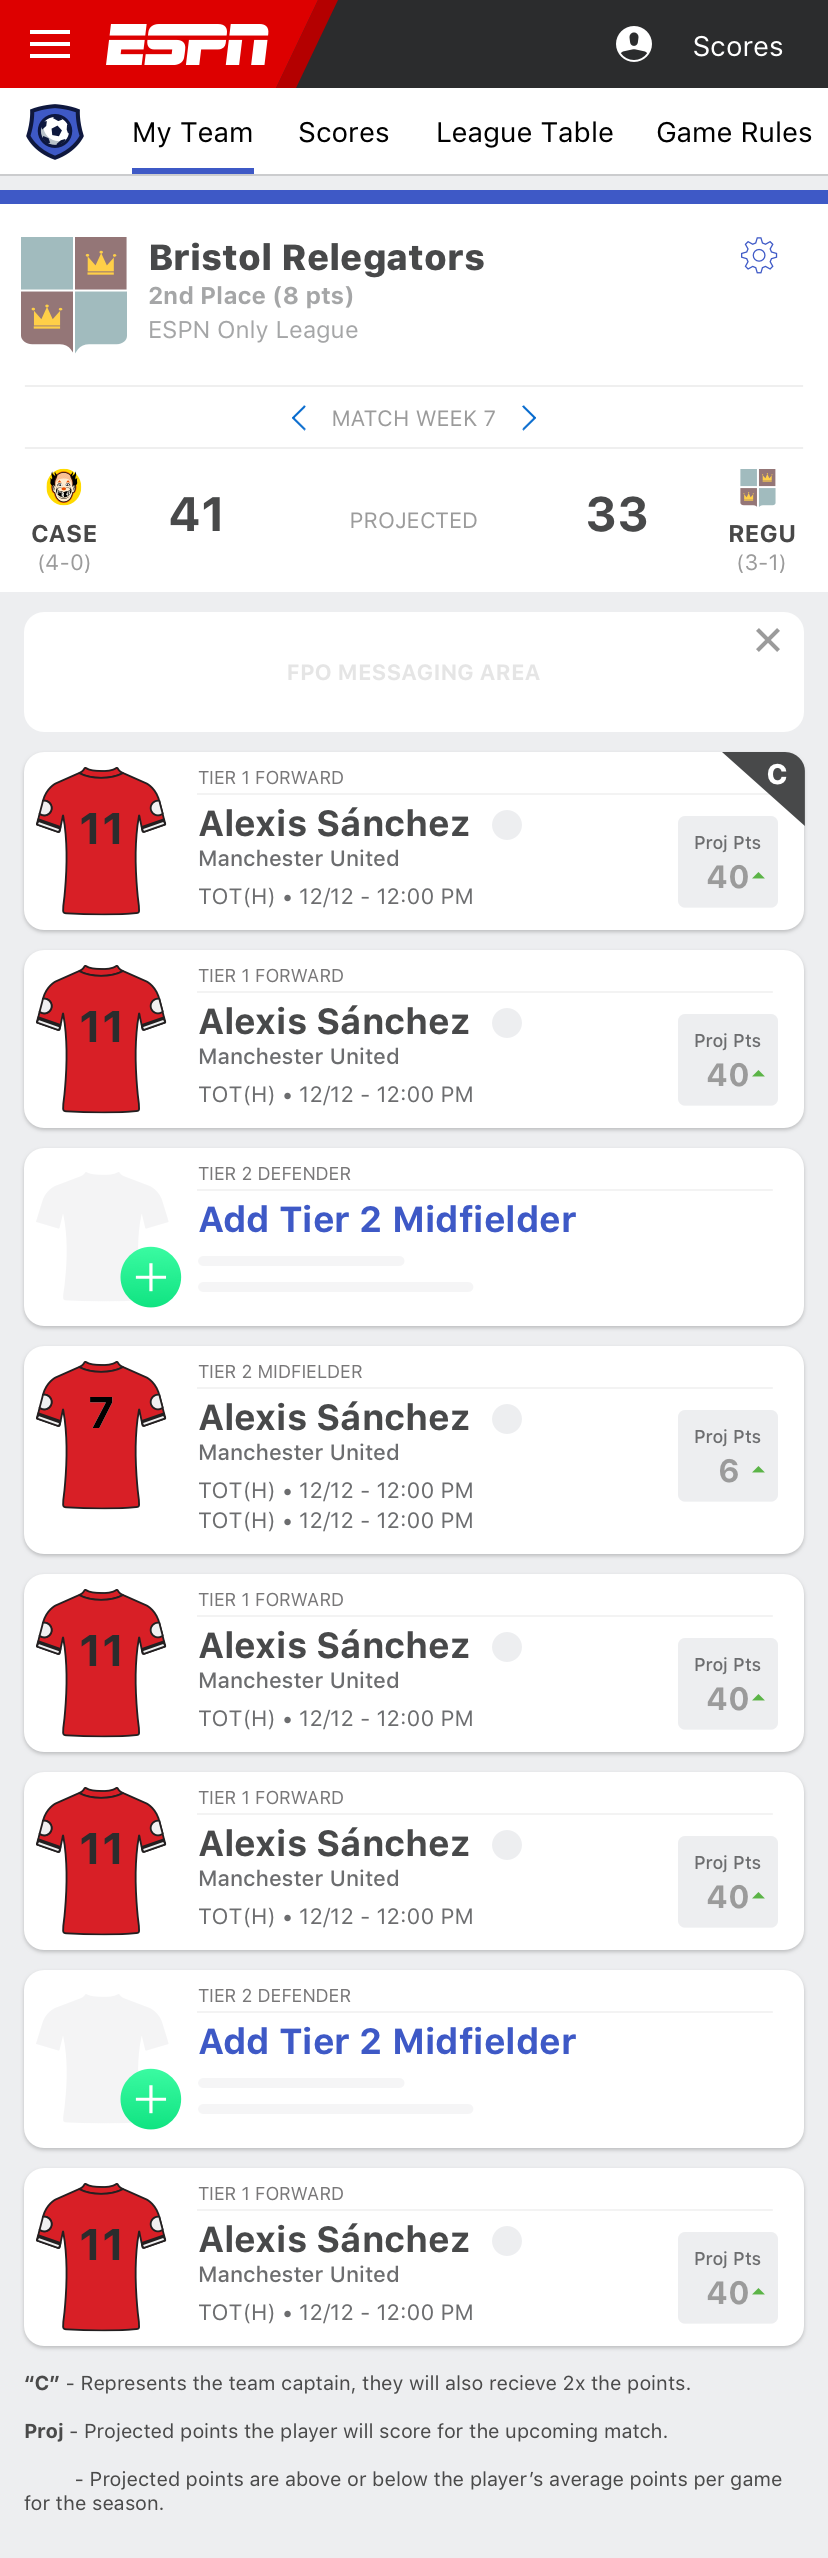 ESPN
Scores
My Team
Scores
League Table
Game Rules
Bristol Relegators
2nd Place (8 pts)
ESPN Only League
MATCH WEEK 7
CASE
(4-0)
41
PROJECTED
33
REGU
(3-1)
FPO MESSAGING AREA
11
TIER 1 FORWARD
C
Alexis Sánchez
Manchester United
TOT(H) • 12/12 - 12:00 PM
Proj Pts
40
11
TIER 1 FORWARD
Alexis Sánchez
Manchester United
TOT(H) • 12/12 - 12:00 PM
Proj Pts
40
TIER 2 DEFENDER
Add Tier 2 Midfielder
7
TIER 2 MIDFIELDER
Alexis Sánchez
Manchester United
TOT(H) • 12/12 - 12:00 PM
TOT(H) • 12/12 - 12:00 PM
Proj Pts
6
11
TIER 1 FORWARD
Alexis Sánchez
Manchester United
TOT(H) • 12/12 - 12:00 PM
Proj Pts
40
11
TIER 1 FORWARD
Alexis Sánchez
Manchester United
TOT(H) • 12/12 - 12:00 PM
Proj Pts
40
TIER 2 DEFENDER
Add Tier 2 Midfielder
11
TIER 1 FORWARD
Alexis Sánchez
Manchester United
TOT(H) • 12/12 - 12:00 PM
Proj Pts
40
“C” - Represents the team captain, they will also recieve 2x the points.
Proj - Projected points the player will score for the upcoming match.
- Projected points are above or below the player’s average points per game
for the season.